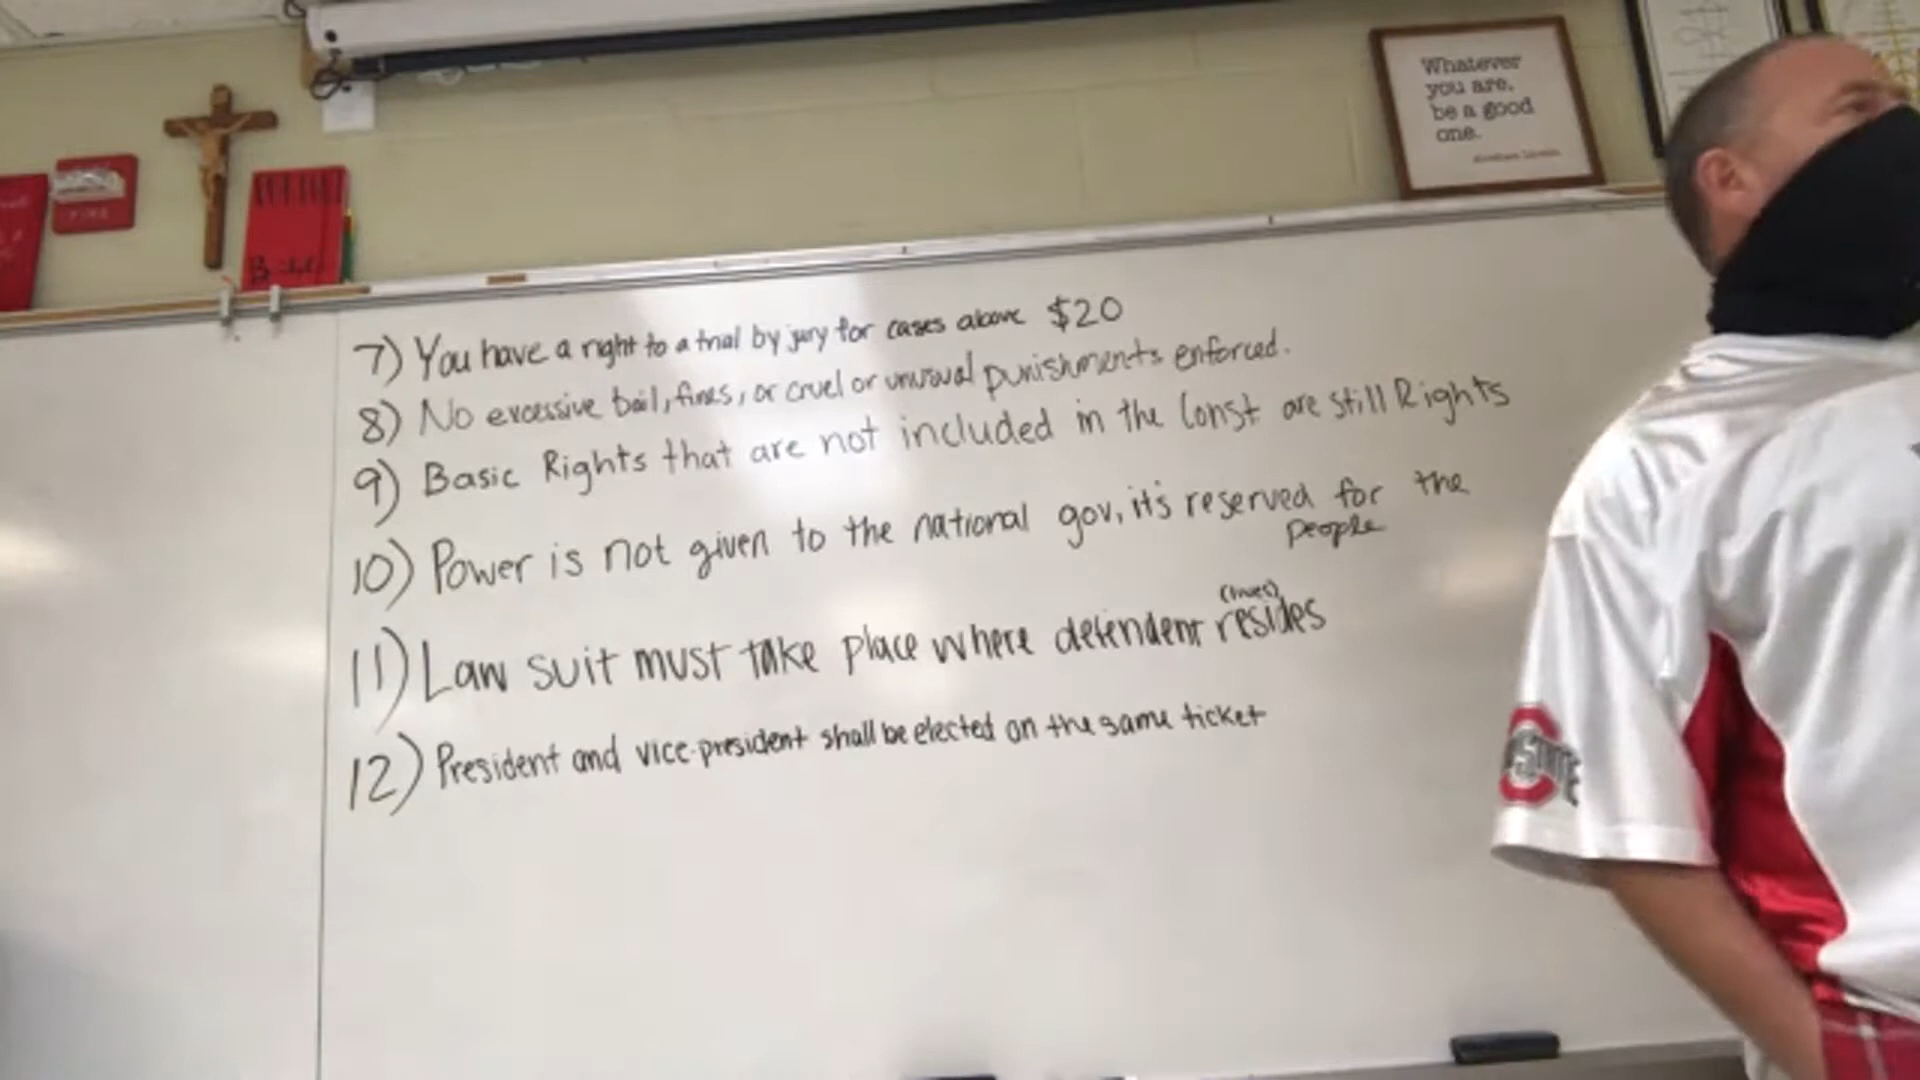 Whatever
you are,
be a good
one.
Abraham Lincoln
FIRE
7) You have a right to a trial by jury for cases above $20
8) No excessive bail, fines, or cruel or unusual punishments enforced.
9) Basic Rights that are not included in the Const are still Rights
10) Power is not given to the national gov, it's reserved for the
people
(lives)
11) Law suit must take place where defendent resides
12) President and vice-president shall be elected on the same ticket
STATE